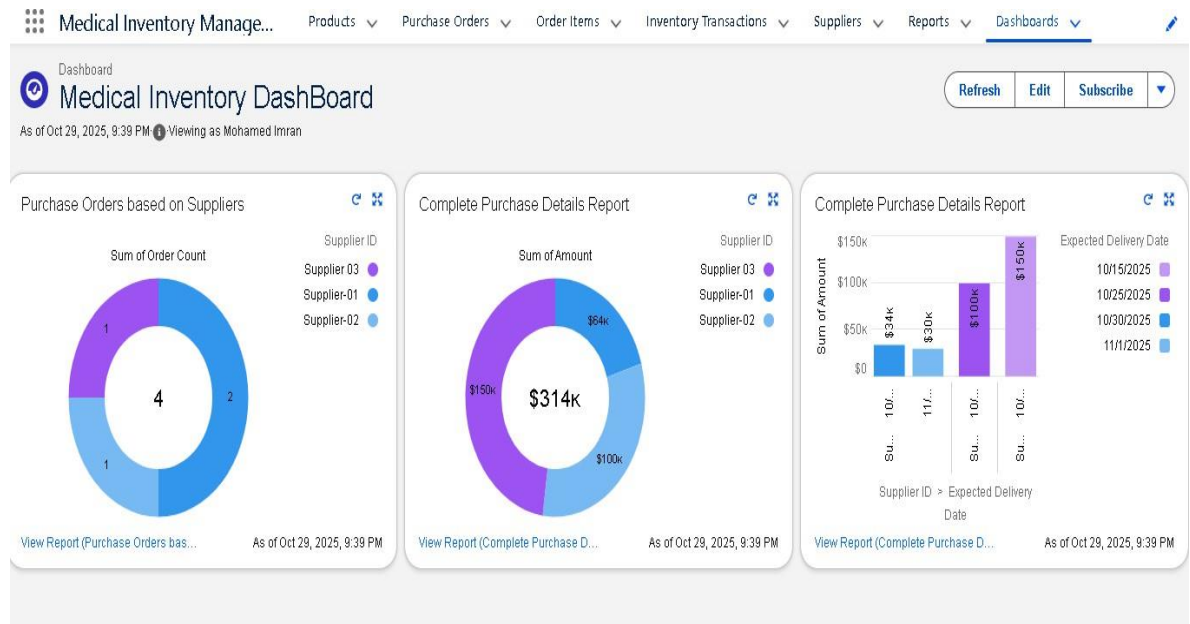 Medical Inventory Manage... Products Purchase Orders Order Items Inventory Transactions Suppliers Reports Dashboards
Dashboard
Medical Inventory DashBoard
Refresh Edit Subscribe
As of Oct 29, 2025, 9:39 PM Viewing as Mohamed Imran
Purchase Orders based on Suppliers
Sum of Order Count
Supplier ID
Supplier 03
Supplier-01
Supplier-02
1
4
2
1
View Report (Purchase Orders bas... As of Oct 29, 2025, 9:39 PM
Complete Purchase Details Report
Sum of Amount
Supplier ID
Supplier 03
Supplier-01
Supplier-02
$64K
$150K
$314K
$100K
View Report (Complete Purchase D... As of Oct 29, 2025, 9:39 PM
Complete Purchase Details Report
Sum of Amount
$150K
$100K
$50K
$0
$34K
$30K
$100K
$150K
10/...
11/...
10/...
10/...
Su...
Su...
Su...
Supplier ID > Expected Delivery
Date
Expected Delivery Date
10/15/2025
10/25/2025
10/30/2025
11/1/2025
View Report (Complete Purchase D... As of Oct 29, 2025, 9:39 PM